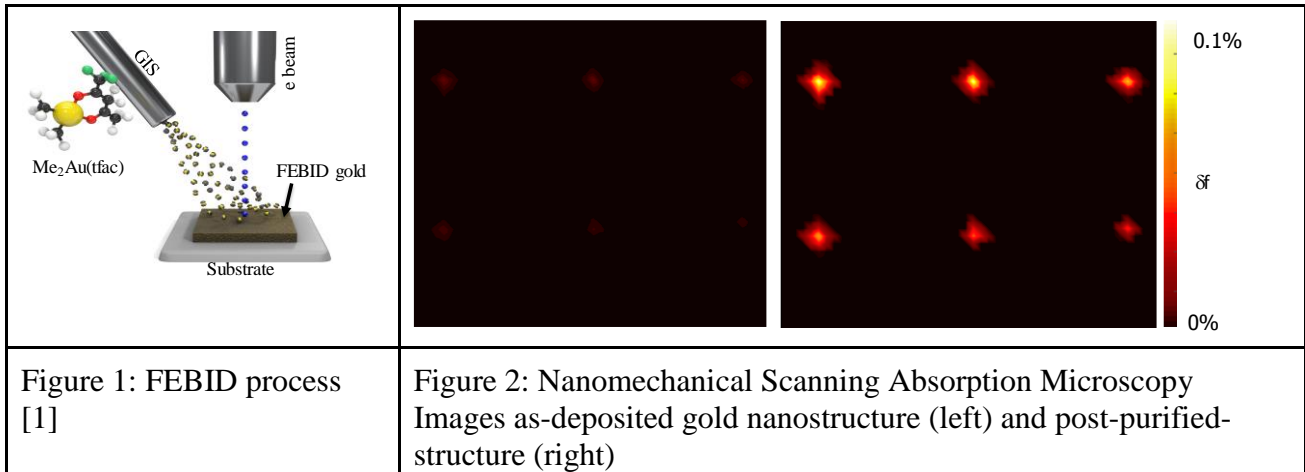 GIS
e beam
Me₂Au(tfac)
FEBID gold
Substrate
0.1%
δf
0%
Figure 1: FEBID process
[1]
Figure 2: Nanomechanical Scanning Absorption Microscopy
Images as-deposited gold nanostructure (left) and post-purified-
structure (right)